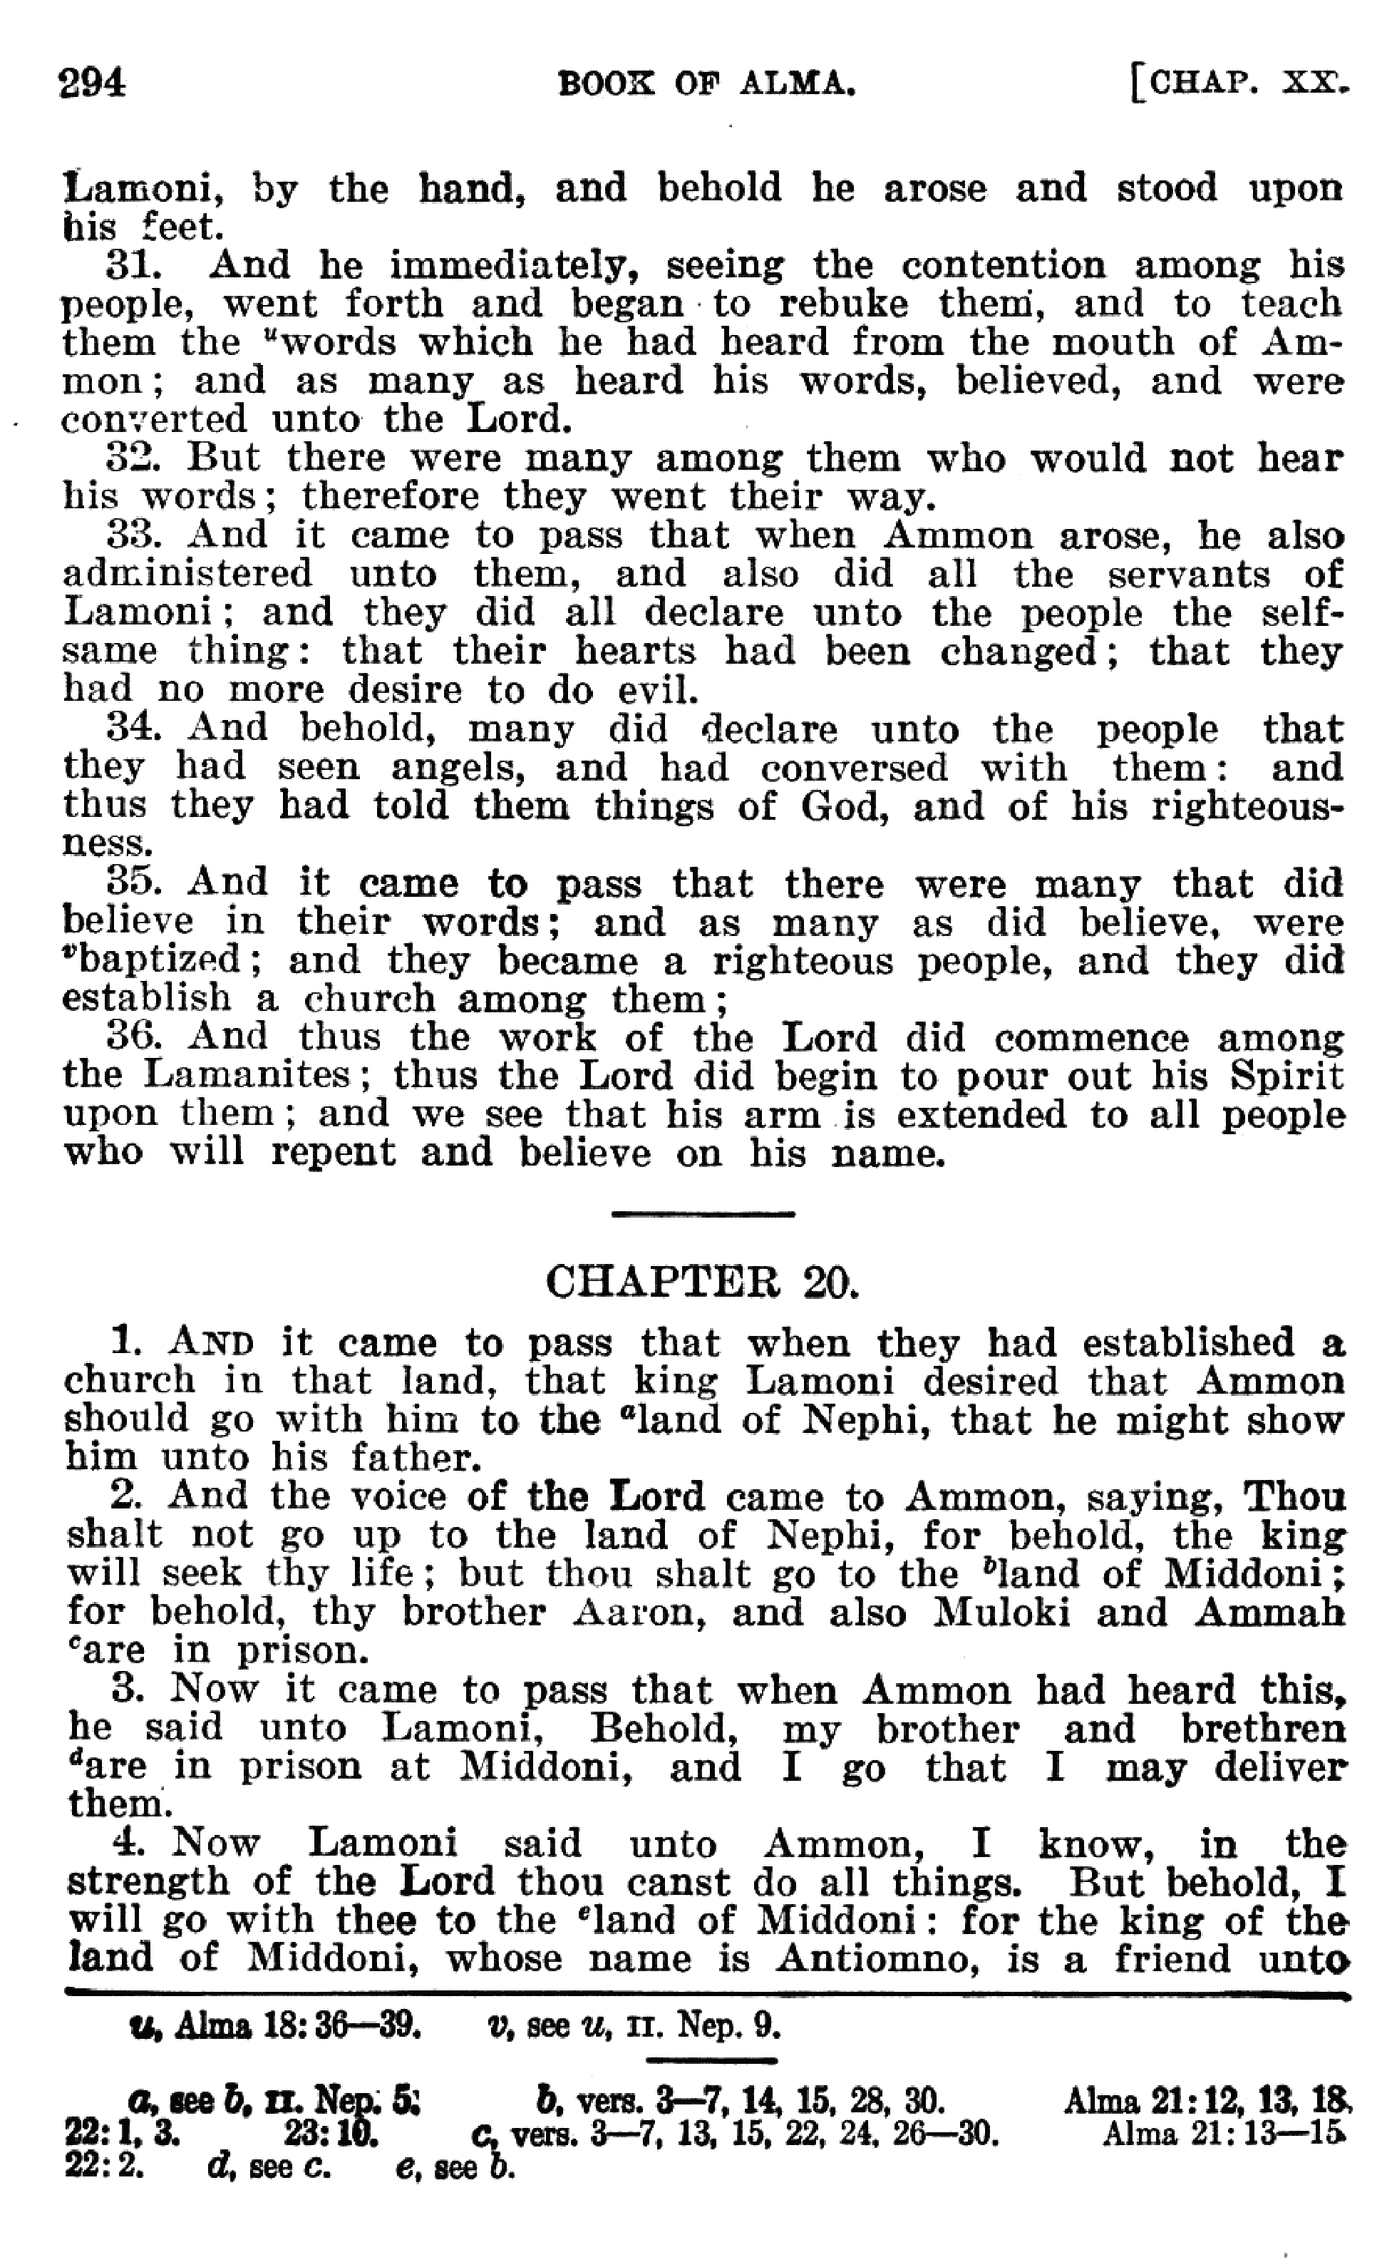 294 BOOK OF ALMA. [CHAP. XX.
Lamoni, by the hand, and behold he arose and stood upon
his feet.
31. And he immediately, seeing the contention among his
people, went forth and began to rebuke them, and to teach
them the ᵘwords which he had heard from the mouth of Am-
mon; and as many as heard his words, believed, and were
converted unto the Lord.
32. But there were many among them who would not hear
his words; therefore they went their way.
33. And it came to pass that when Ammon arose, he also
administered unto them, and also did all the servants of
Lamoni; and they did all declare unto the people the self-
same thing: that their hearts had been changed; that they
had no more desire to do evil.
34. And behold, many did declare unto the people that
they had seen angels, and had conversed with them: and
thus they had told them things of God, and of his righteous-
ness.
35. And it came to pass that there were many that did
believe in their words; and as many as did believe, were
ᵛbaptized; and they became a righteous people, and they did
establish a church among them;
36. And thus the work of the Lord did commence among
the Lamanites; thus the Lord did begin to pour out his Spirit
upon them; and we see that his arm is extended to all people
who will repent and believe on his name.
CHAPTER 20.
1. AND it came to pass that when they had established a
church in that land, that king Lamoni desired that Ammon
should go with him to the ᵃland of Nephi, that he might show
him unto his father.
2. And the voice of the Lord came to Ammon, saying, Thou
shalt not go up to the land of Nephi, for behold, the king
will seek thy life; but thou shalt go to the ᵇland of Middoni;
for behold, thy brother Aaron, and also Muloki and Ammah
ᶜare in prison.
3. Now it came to pass that when Ammon had heard this,
he said unto Lamoni, Behold, my brother and brethren
ᵈare in prison at Middoni, and I go that I may deliver
them.
4. Now Lamoni said unto Ammon, I know, in the
strength of the Lord thou canst do all things. But behold, I
will go with thee to the ᵉland of Middoni: for the king of the
land of Middoni, whose name is Antiomno, is a friend unto
u, Alma 18: 36—39. v, see u, II. Nep. 9.
a, see b, II. Nep. 5: b, vers. 3—7, 14, 15, 28, 30. Alma 21: 12, 13, 18,
22: 1, 3. 23: 10. c, vers. 3—7, 13, 15, 22, 24, 26—30. Alma 21: 13—15
22: 2. d, see c. e, see b.